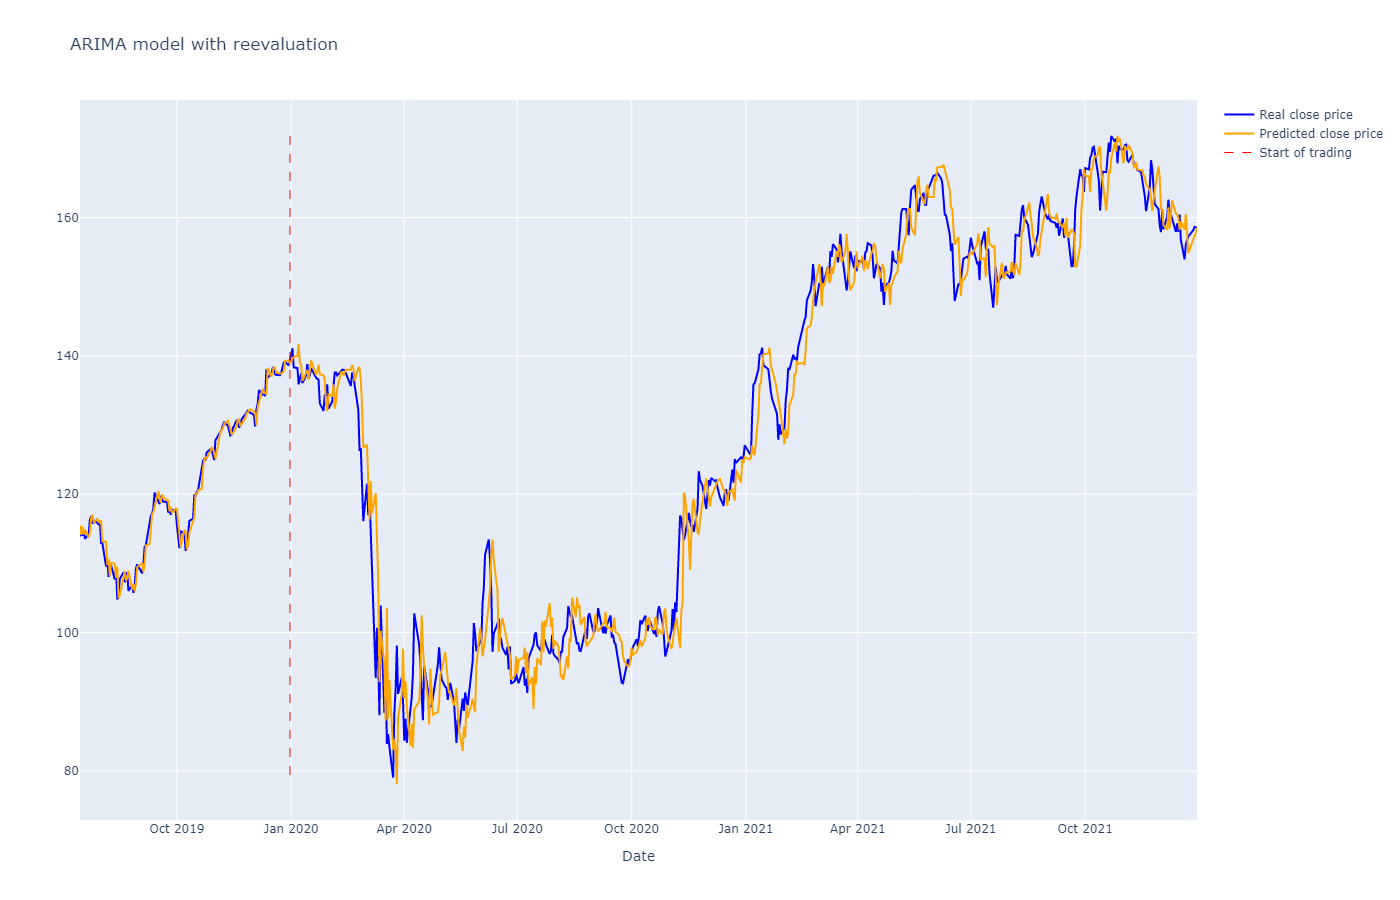 ARIMA model with reevaluation
Real close price
Predicted close price
Start of trading
160
140
120
100
80
Oct 2019
Jan 2020
Apr 2020
Jul 2020
Oct 2020
Jan 2021
Apr 2021
Jul 2021
Oct 2021
Date